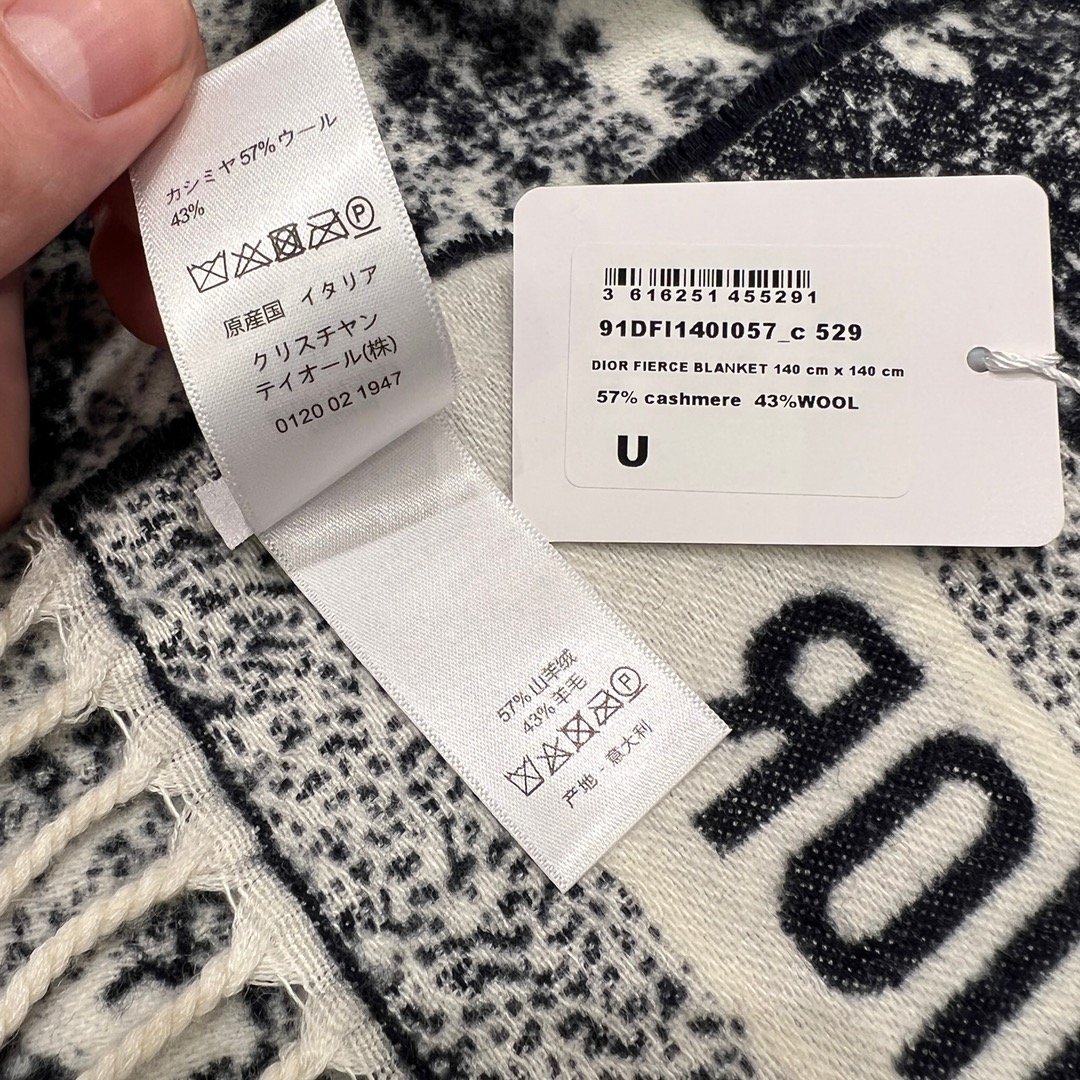 カシミヤ 57% ウール
43%
原産国 イタリア
クリスチャン
ディオール(株)
0120 02 1947
3 616251 455291
91DFI140I057_c 529
DIOR FIERCE BLANKET 140 cm x 140 cm
57% cashmere 43%WOOL
U
57% 山羊绒
43% 羊毛
产地 - 意大利